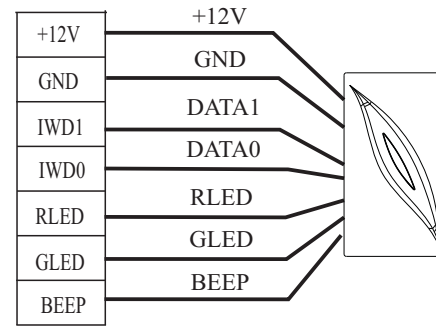 +12V +12V
GND GND
IWD1 DATA1
IWD0 DATA0
RLED RLED
GLED GLED
BEEP BEEP